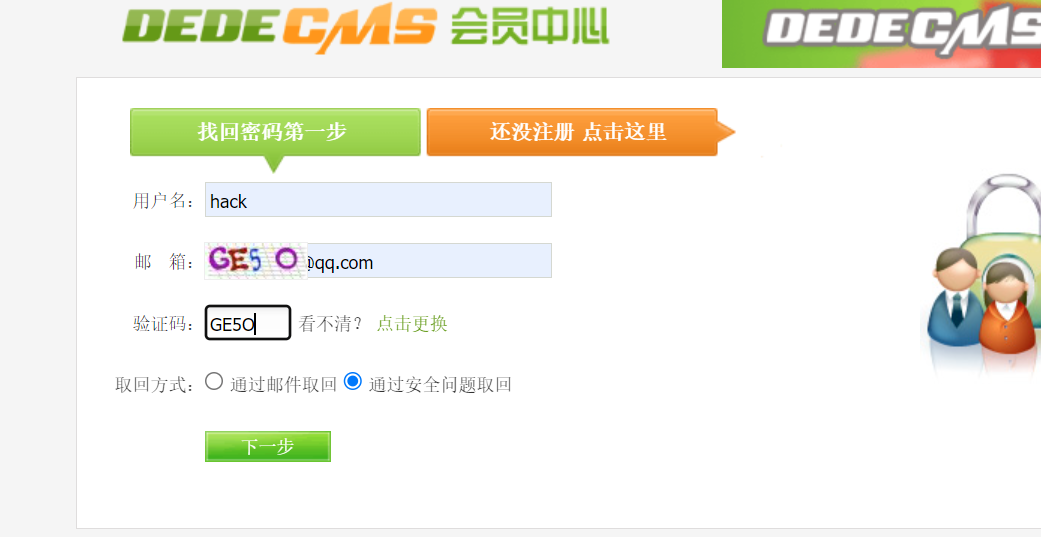 DEDECMS 会员中心
DEDECMS
找回密码第一步
还没注册 点击这里
用户名：
hack
邮 箱：
GE5 O
@qq.com
验证码：
GE5O
看不清？ 点击更换
取回方式：
通过邮件取回
通过安全问题取回
下一步